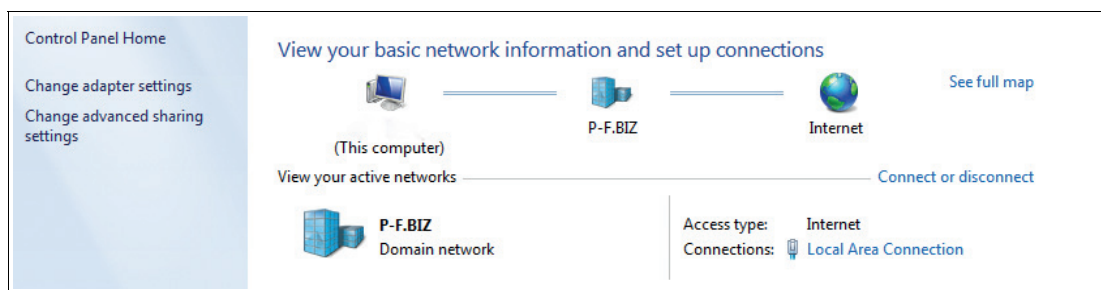 Control Panel Home
Change adapter settings
Change advanced sharing
settings
View your basic network information and set up connections
See full map
P-F.BIZ
Internet
(This computer)
View your active networks
Connect or disconnect
P-F.BIZ
Domain network
Access type: Internet
Connections: Local Area Connection